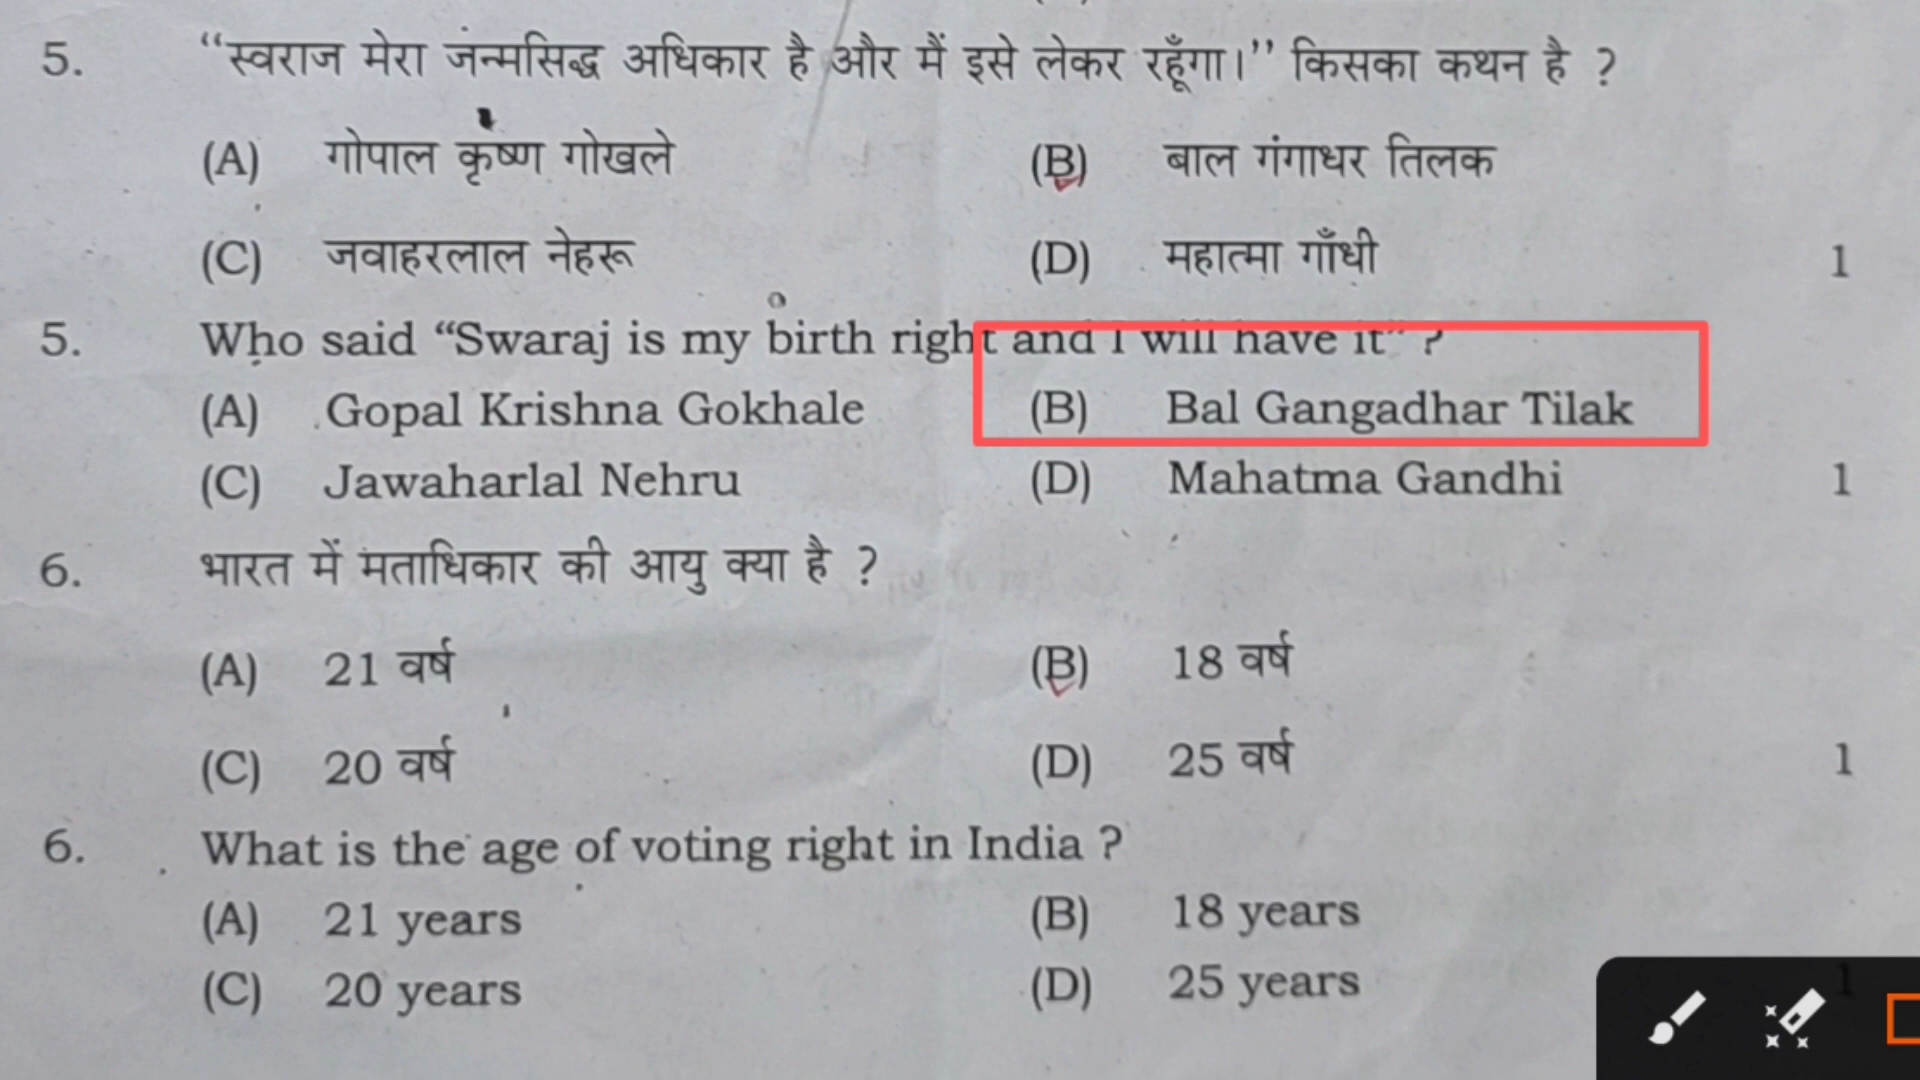 5. “स्वराज मेरा जन्मसिद्ध अधिकार है और मैं इसे लेकर रहूँगा।” किसका कथन है ?
(A) गोपाल कृष्ण गोखले (B) बाल गंगाधर तिलक
(C) जवाहरलाल नेहरू (D) महात्मा गाँधी 1
5. Who said “Swaraj is my birth right and I will have it” ?
(A) Gopal Krishna Gokhale (B) Bal Gangadhar Tilak
(C) Jawaharlal Nehru (D) Mahatma Gandhi 1
6. भारत में मताधिकार की आयु क्या है ?
(A) 21 वर्ष (B) 18 वर्ष
(C) 20 वर्ष (D) 25 वर्ष 1
6. What is the age of voting right in India ?
(A) 21 years (B) 18 years
(C) 20 years (D) 25 years 1